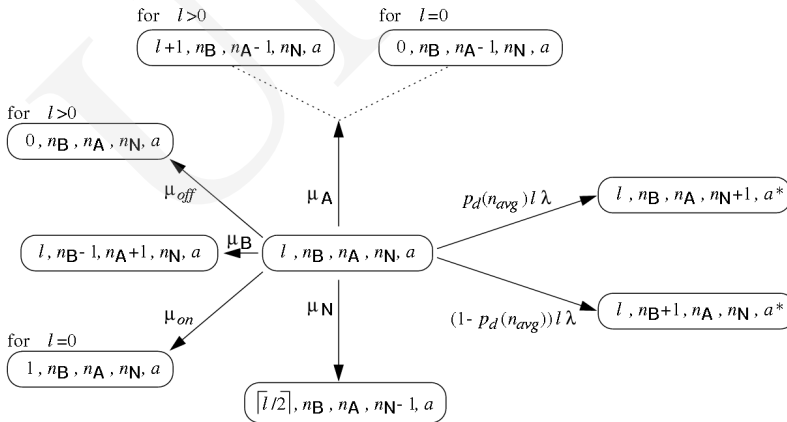 for l>0
for l=0
l+1, nB, nA−1, nN, a
0, nB, nA−1, nN, a
for l>0
0, nB, nA, nN, a
μoff
μA
pd(navg) l λ
l, nB, nA, nN+1, a*
l, nB−1, nA+1, nN, a
μB
l, nB, nA, nN, a
μon
μN
(1- pd(navg)) l λ
l, nB+1, nA, nN, a*
for l=0
1, nB, nA, nN, a
⌈l/2⌉, nB, nA, nN−1, a